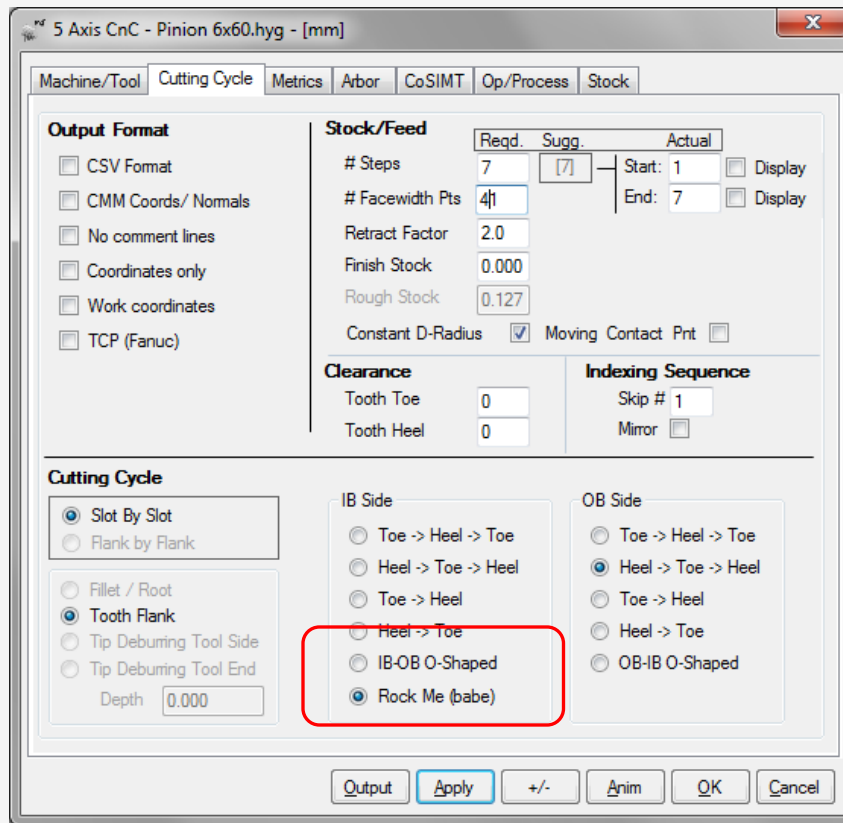 5 Axis CnC - Pinion 6x60.hyg - [mm]
Machine/Tool Cutting Cycle Metrics Arbor CoSIMT Op/Process Stock
Output Format
CSV Format
CMM Coords/ Normals
No comment lines
Coordinates only
Work coordinates
TCP (Fanuc)
Stock/Feed
Reqd. Sugg. Actual
# Steps 7 [7] Start: 1 Display
# Facewidth Pts 41 End: 7 Display
Retract Factor 2.0
Finish Stock 0.000
Rough Stock 0.127
Constant D-Radius Moving Contact Pnt
Clearance
Tooth Toe 0
Tooth Heel 0
Indexing Sequence
Skip # 1
Mirror
Cutting Cycle
Slot By Slot
Flank by Flank
Fillet / Root
Tooth Flank
Tip Deburring Tool Side
Tip Deburring Tool End
Depth 0.000
IB Side
Toe -> Heel -> Toe
Heel -> Toe -> Heel
Toe -> Heel
Heel -> Toe
IB-OB O-Shaped
Rock Me (babe)
OB Side
Toe -> Heel -> Toe
Heel -> Toe -> Heel
Toe -> Heel
Heel -> Toe
OB-IB O-Shaped
Output Apply +/- Anim OK Cancel